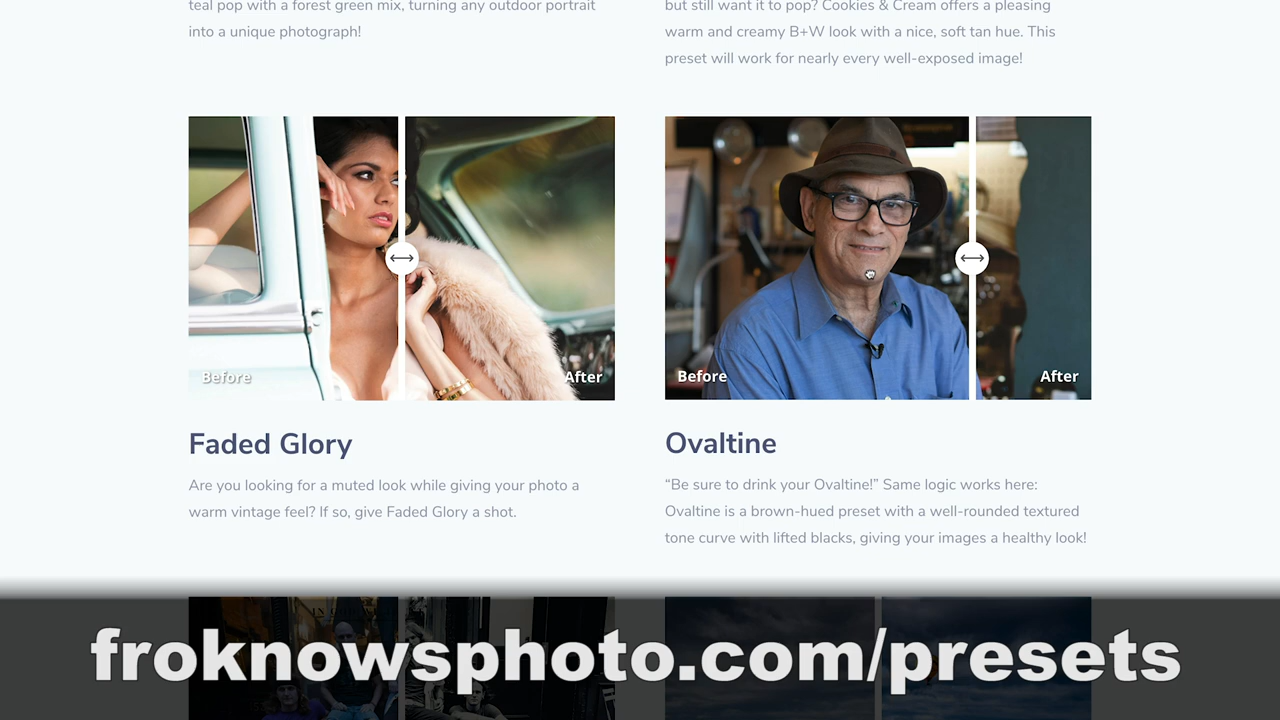 teal pop with a forest green mix, turning any outdoor portrait
into a unique photograph!
but still want it to pop? Cookies & Cream offers a pleasing
warm and creamy B+W look with a nice, soft tan hue. This
preset will work for nearly every well-exposed image!
Before
After
Before
After
Faded Glory
Are you looking for a muted look while giving your photo a
warm vintage feel? If so, give Faded Glory a shot.
Ovaltine
“Be sure to drink your Ovaltine!” Same logic works here:
Ovaltine is a brown-hued preset with a well-rounded textured
tone curve with lifted blacks, giving your images a healthy look!
froknowsphoto.com/presets